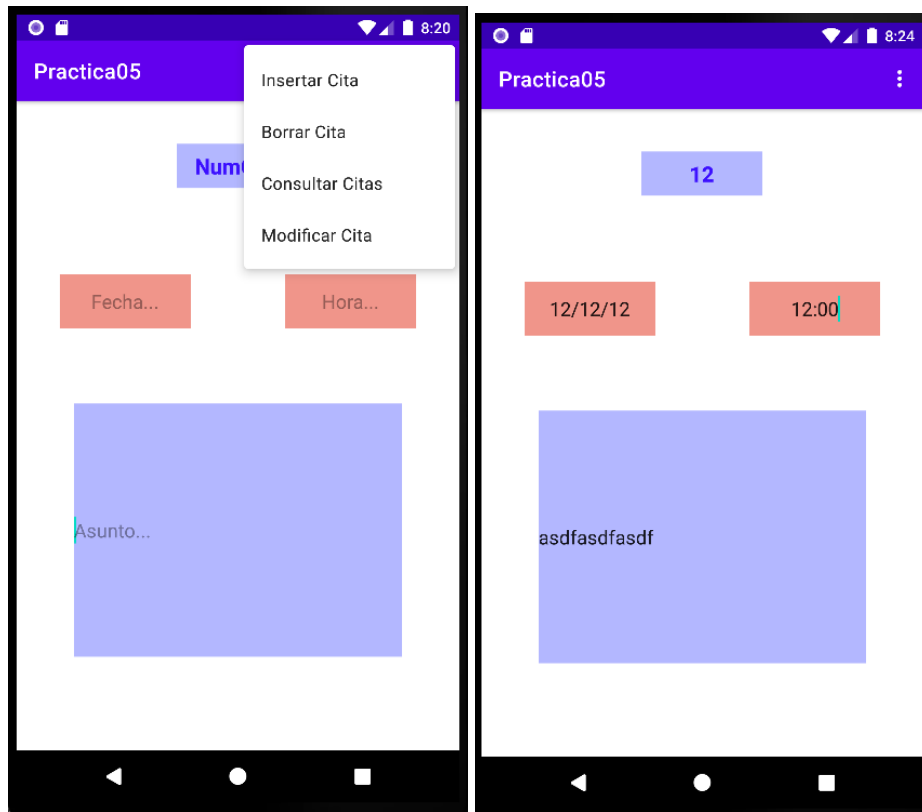 8:20
Practica05
Insertar Cita
Borrar Cita
Consultar Citas
Modificar Cita
Fecha...
Hora...
Asunto...
8:24
Practica05
12
12/12/12
12:00
asdfasdfasdf